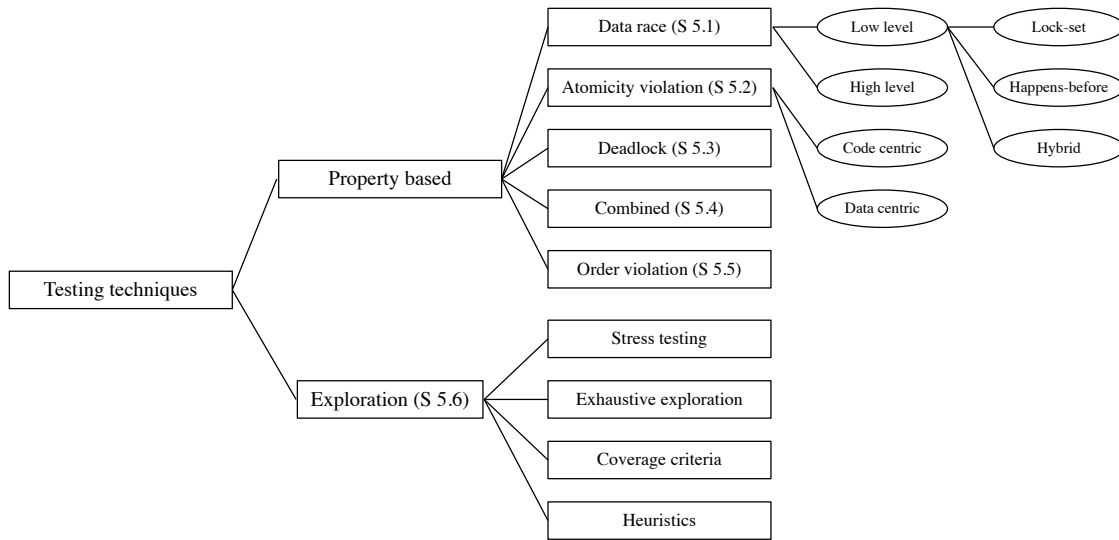 Data race (S 5.1)
Low level
Lock-set
Atomicity violation (S 5.2)
High level
Happens-before
Deadlock (S 5.3)
Code centric
Hybrid
Property based
Combined (S 5.4)
Data centric
Order violation (S 5.5)
Testing techniques
Stress testing
Exploration (S 5.6)
Exhaustive exploration
Coverage criteria
Heuristics